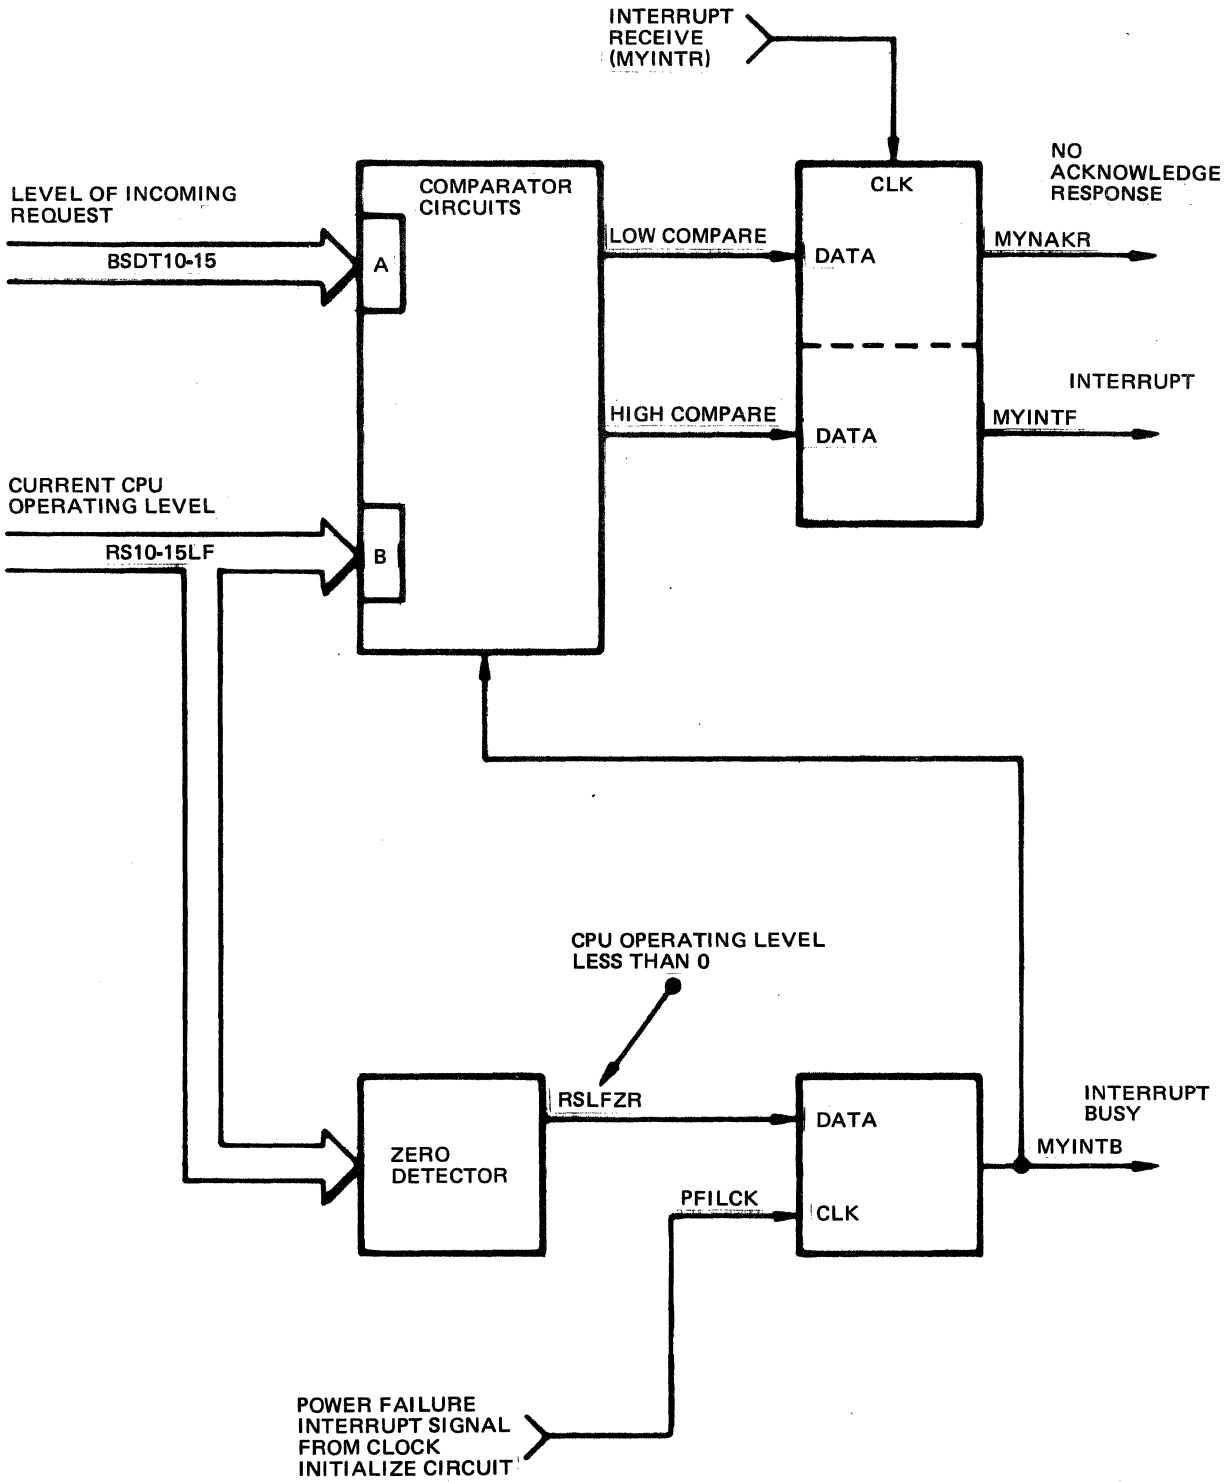 INTERRUPT
RECEIVE
(MYINTR)
NO
ACKNOWLEDGE
RESPONSE
CLK
COMPARATOR
CIRCUITS
LEVEL OF INCOMING
REQUEST
BSDT10-15
A
LOW COMPARE
DATA
MYNAKR
INTERRUPT
HIGH COMPARE
DATA
MYINTF
CURRENT CPU
OPERATING LEVEL
RS10-15LF
B
CPU OPERATING LEVEL
LESS THAN 0
RSLFZR
DATA
INTERRUPT
BUSY
MYINTB
ZERO
DETECTOR
PFILCK
CLK
POWER FAILURE
INTERRUPT SIGNAL
FROM CLOCK
INITIALIZE CIRCUIT